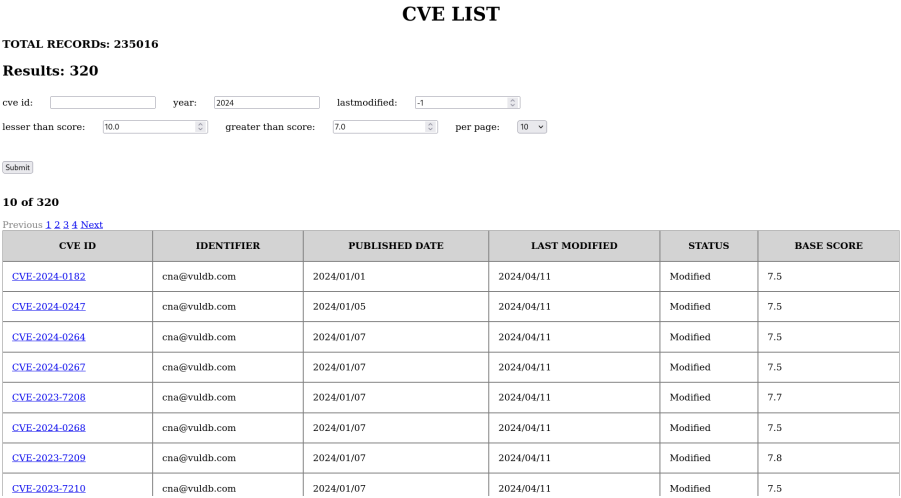 CVE LIST
TOTAL RECORDs: 235016
Results: 320
cve id: year: 2024 lastmodified: -1
lesser than score: 10.0 greater than score: 7.0 per page: 10
Submit
10 of 320
Previous 1 2 3 4 Next
CVE ID IDENTIFIER PUBLISHED DATE LAST MODIFIED STATUS BASE SCORE
CVE-2024-0182 cna@vuldb.com 2024/01/01 2024/04/11 Modified 7.5
CVE-2024-0247 cna@vuldb.com 2024/01/05 2024/04/11 Modified 7.5
CVE-2024-0264 cna@vuldb.com 2024/01/07 2024/04/11 Modified 7.5
CVE-2024-0267 cna@vuldb.com 2024/01/07 2024/04/11 Modified 7.5
CVE-2023-7208 cna@vuldb.com 2024/01/07 2024/04/11 Modified 7.7
CVE-2024-0268 cna@vuldb.com 2024/01/07 2024/04/11 Modified 7.5
CVE-2023-7209 cna@vuldb.com 2024/01/07 2024/04/11 Modified 7.8
CVE-2023-7210 cna@vuldb.com 2024/01/07 2024/04/11 Modified 7.5